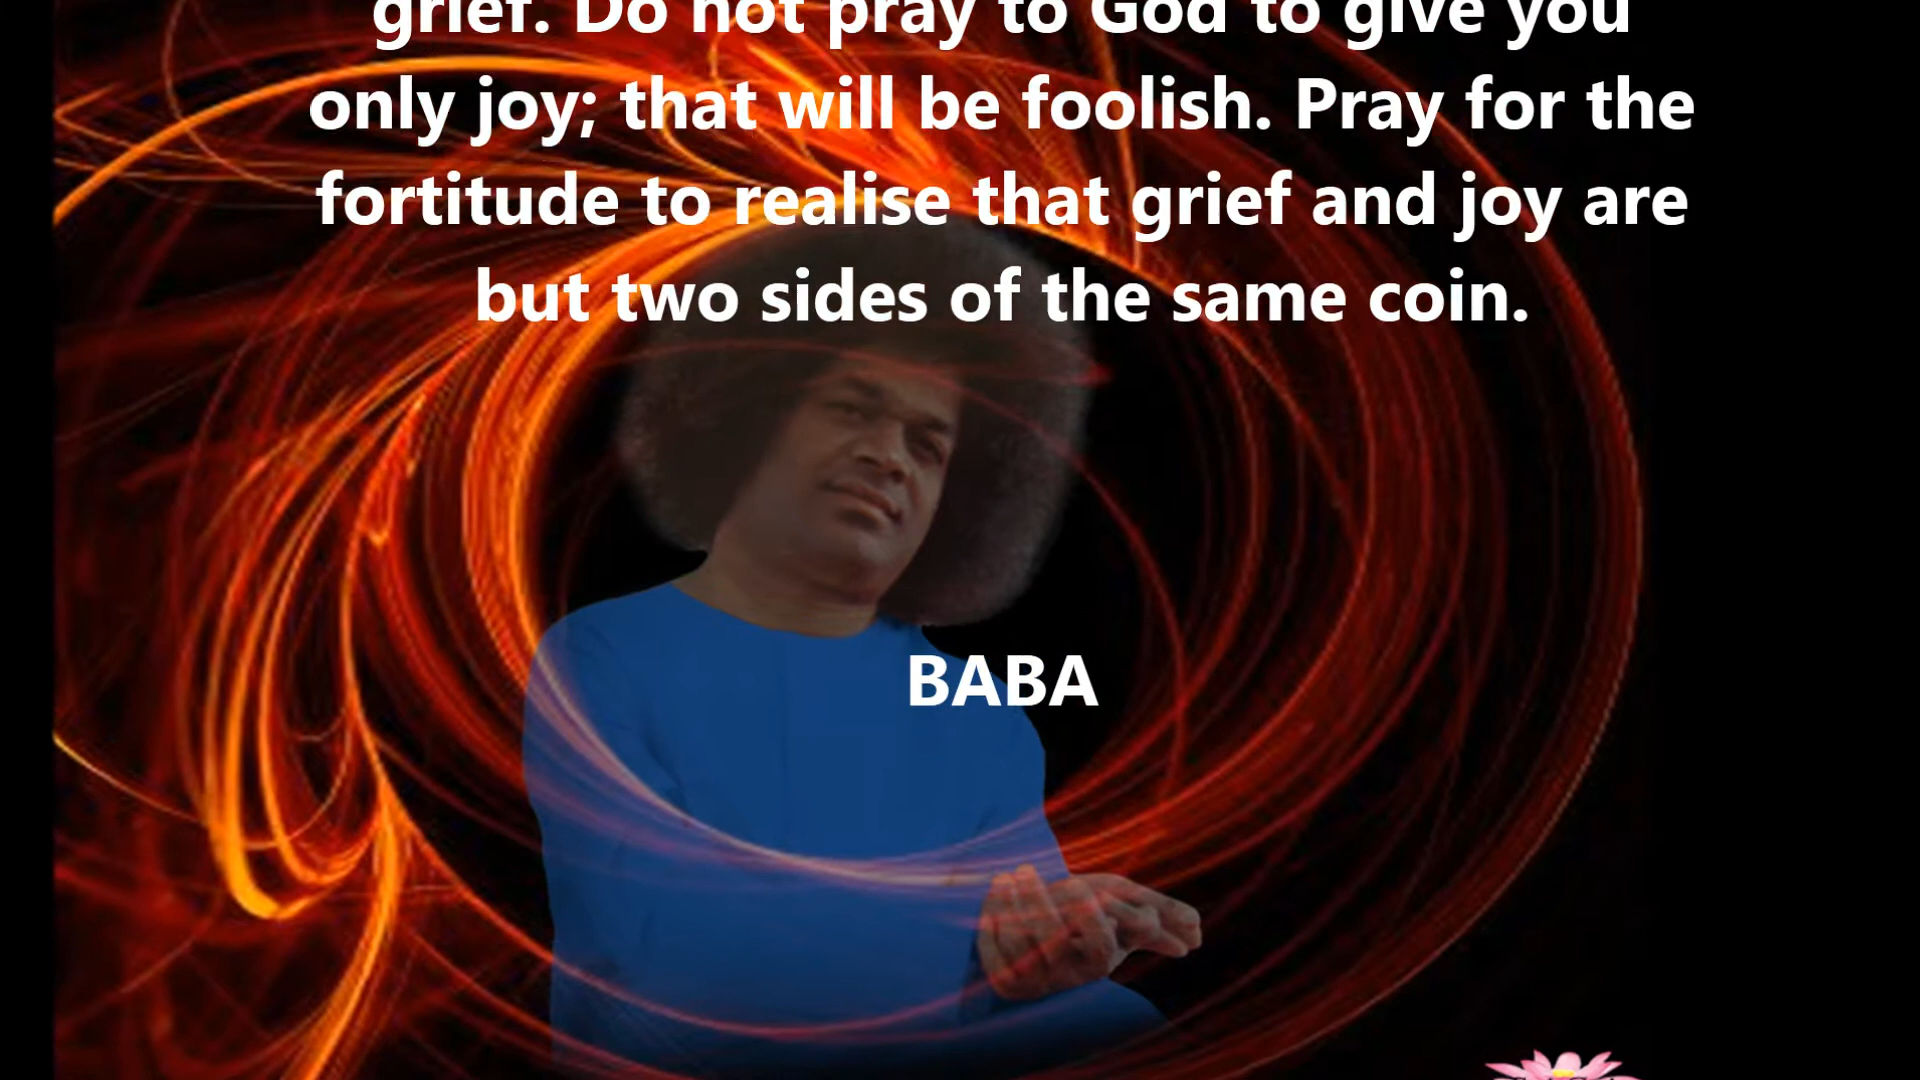 grief. Do not pray to God to give you
only joy; that will be foolish. Pray for the
fortitude to realise that grief and joy are
but two sides of the same coin.
BABA